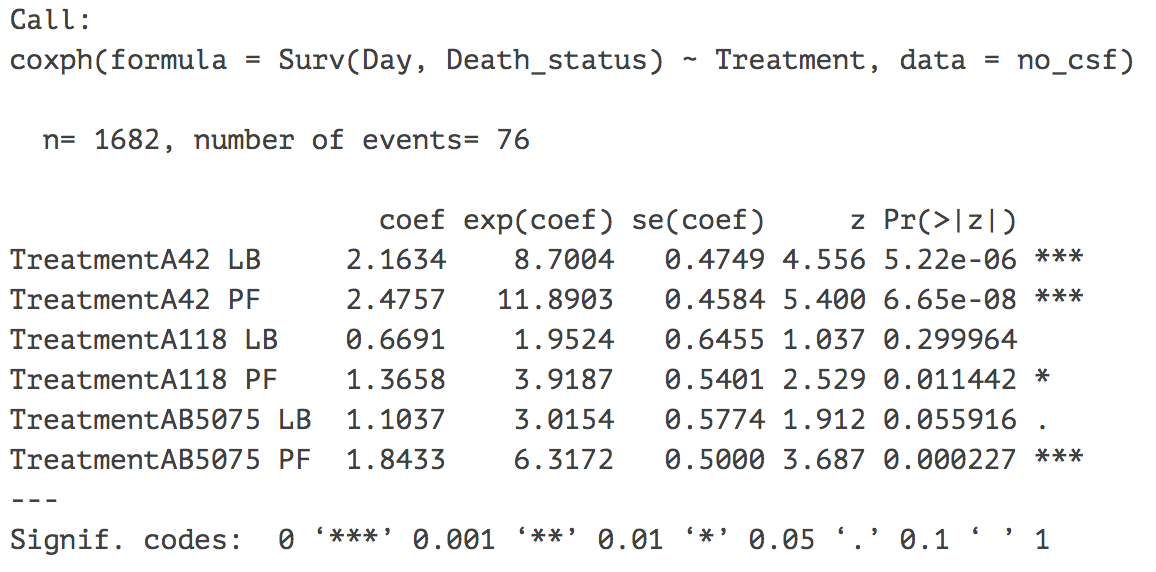 Call:
coxph(formula = Surv(Day, Death_status) ~ Treatment, data = no_csf)
n= 1682, number of events= 76
coef exp(coef) se(coef) z Pr(>|z|)
TreatmentA42 LB 2.1634 8.7004 0.4749 4.556 5.22e-06 ***
TreatmentA42 PF 2.4757 11.8903 0.4584 5.400 6.65e-08 ***
TreatmentA118 LB 0.6691 1.9524 0.6455 1.037 0.299964
TreatmentA118 PF 1.3658 3.9187 0.5401 2.529 0.011442 *
TreatmentAB5075 LB 1.1037 3.0154 0.5774 1.912 0.055916 .
TreatmentAB5075 PF 1.8433 6.3172 0.5000 3.687 0.000227 ***
---
Signif. codes: 0 ‘***’ 0.001 ‘**’ 0.01 ‘*’ 0.05 ‘.’ 0.1 ‘ ’ 1